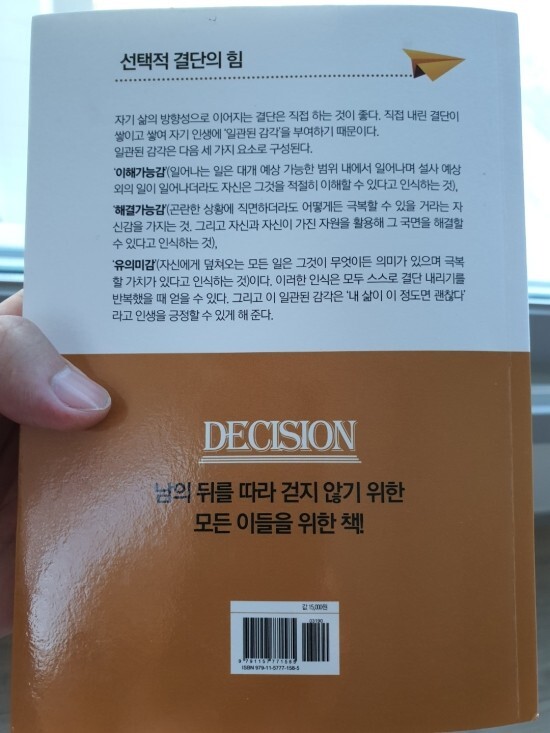 선택적 결단의 힘
자기 삶의 방향성으로 이어지는 결단은 직접 하는 것이 좋다. 직접 내린 결단이
쌓이고 쌓여 자기 인생에 '일관된 감각'을 부여하기 때문이다.
일관된 감각은 다음 세 가지 요소로 구성된다.
'이해가능감'(일어나는 일은 대개 예상 가능한 범위 내에서 일어나며 설사 예상
외의 일이 일어나더라도 자신은 그것을 적절히 이해할 수 있다고 인식하는 것),
'해결가능감'(곤란한 상황에 직면하더라도 어떻게든 극복할 수 있을 거라는 자
신감을 가지는 것. 그리고 자신과 자신이 가진 자원을 활용해 그 국면을 해결할
수 있다고 인식하는 것),
'유의미감'(자신에게 덮쳐오는 모든 일은 그것이 무엇이든 의미가 있으며 극복
할 가치가 있다고 인식하는 것)이다. 이러한 인식은 모두 스스로 결단 내리기를
반복했을 때 얻을 수 있다. 그리고 이 일관된 감각은 '내 삶이 이 정도면 괜찮다'
라고 인생을 긍정할 수 있게 해 준다.
DECISION
남의 뒤를 따라 걷지 않기 위한
모든 이들을 위한 책!
값 15,000원
03190
9791157771585
ISBN 979-11-5777-158-5